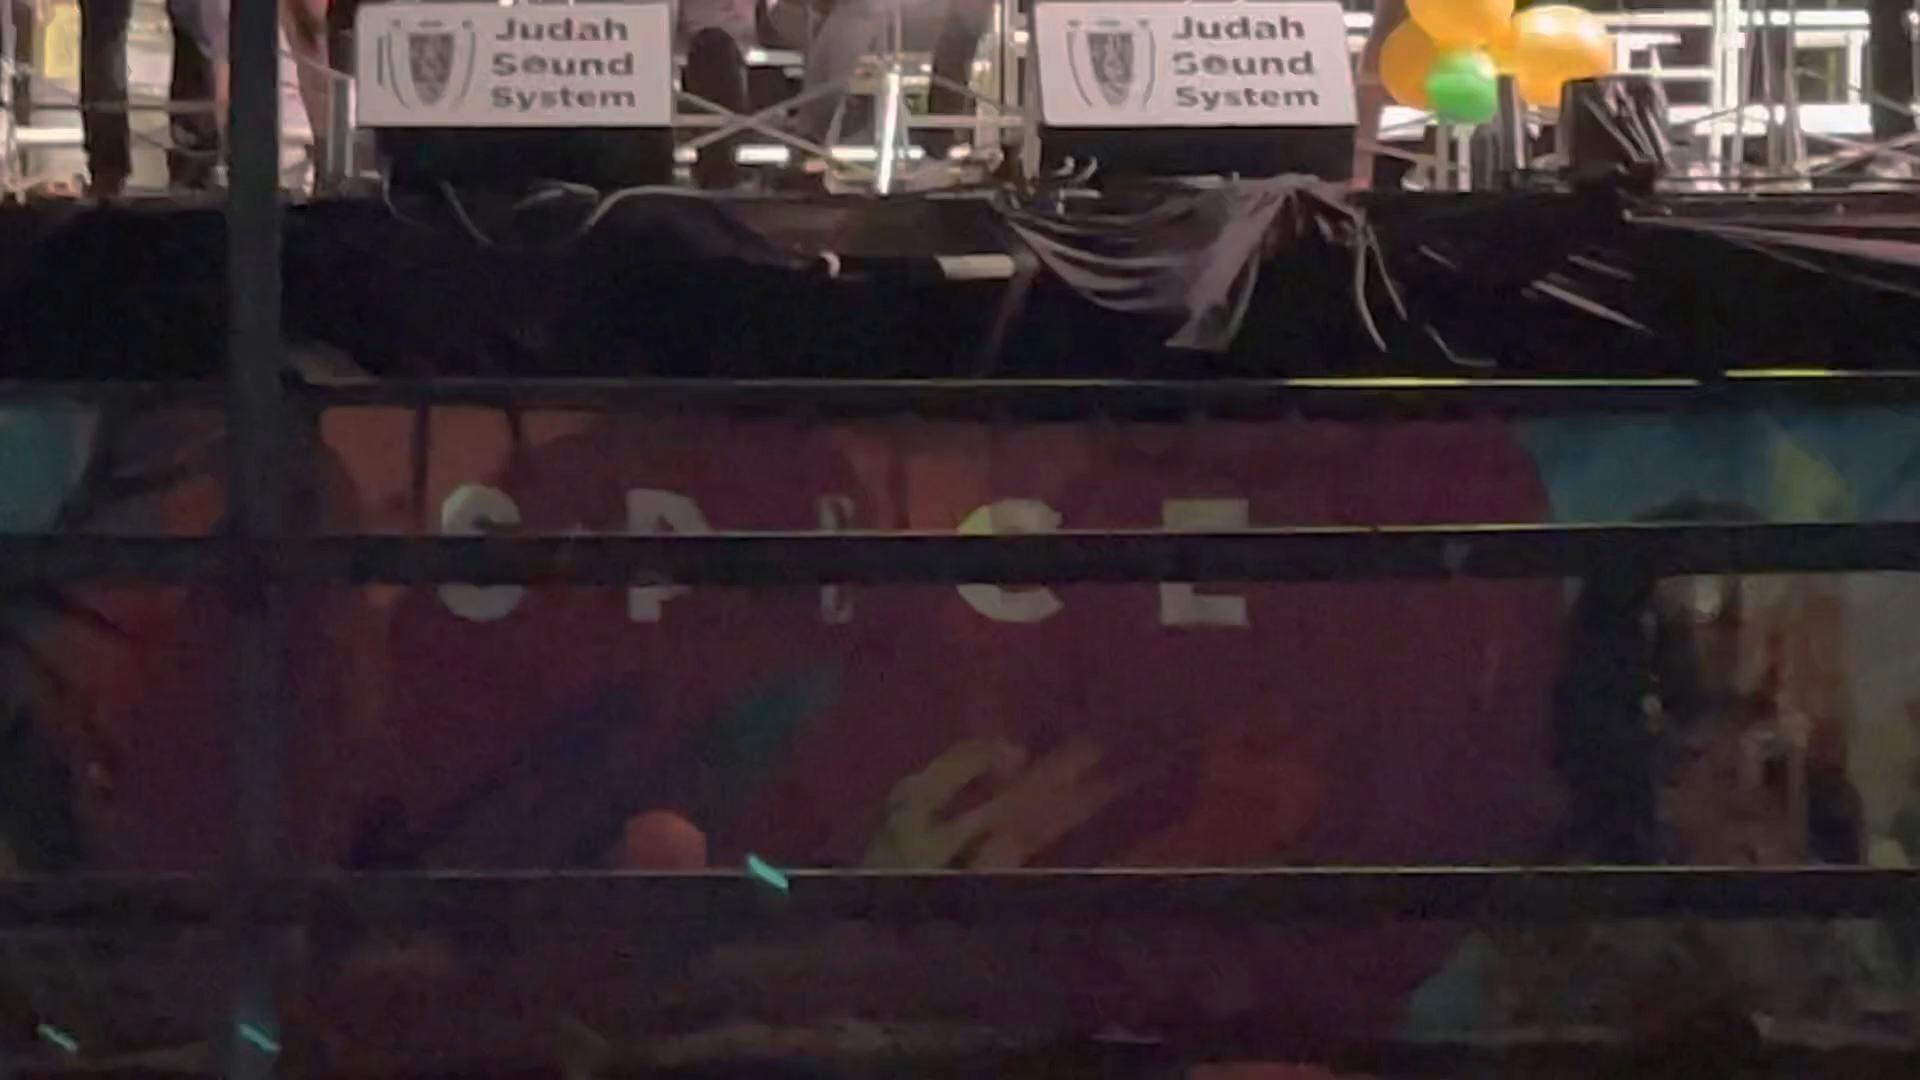 Judah
Sound
System
Judah
Sound
System
SPICE